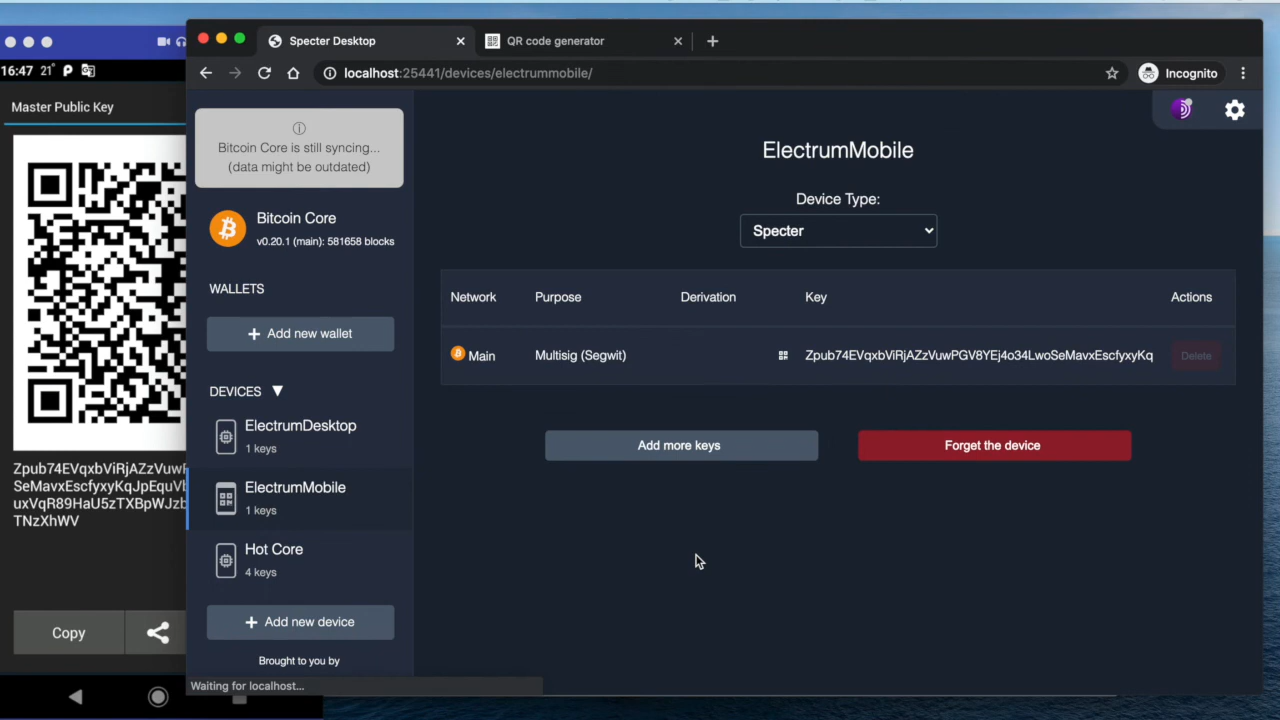 Specter Desktop
QR code generator
16:47 21°
localhost:25441/devices/electrummobile/
Incognito
Master Public Key
Bitcoin Core is still syncing...
(data might be outdated)
ElectrumMobile
Device Type:
Specter
Bitcoin Core
v0.20.1 (main): 581658 blocks
WALLETS
Add new wallet
Network Purpose Derivation Key Actions
Main Multisig (Segwit) Zpub74EVqxbViRjAZzVuwPGV8YEj4o34LwoSeMavxEscfyxyKq Delete
DEVICES
ElectrumDesktop
1 keys
Add more keys
Forget the device
Zpub74EVqxbViRjAZzVuwP
SeMavxEscfyxyKqJpEquVb
uxVqR89HaU5zTXBpWJzb
TNzXhWV
ElectrumMobile
1 keys
Hot Core
4 keys
Add new device
Copy
Brought to you by
Waiting for localhost...